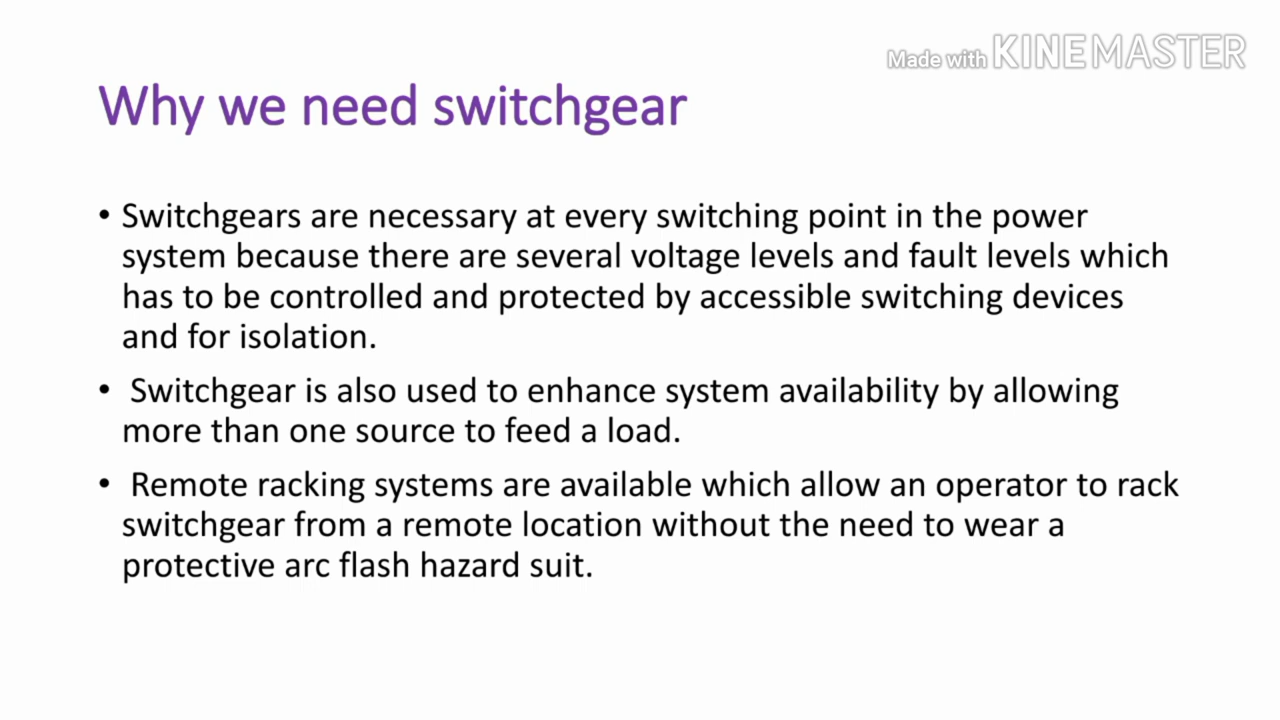 Made with KINEMASTER
Why we need switchgear
• Switchgears are necessary at every switching point in the power
system because there are several voltage levels and fault levels which
has to be controlled and protected by accessible switching devices
and for isolation.
• Switchgear is also used to enhance system availability by allowing
more than one source to feed a load.
• Remote racking systems are available which allow an operator to rack
switchgear from a remote location without the need to wear a
protective arc flash hazard suit.